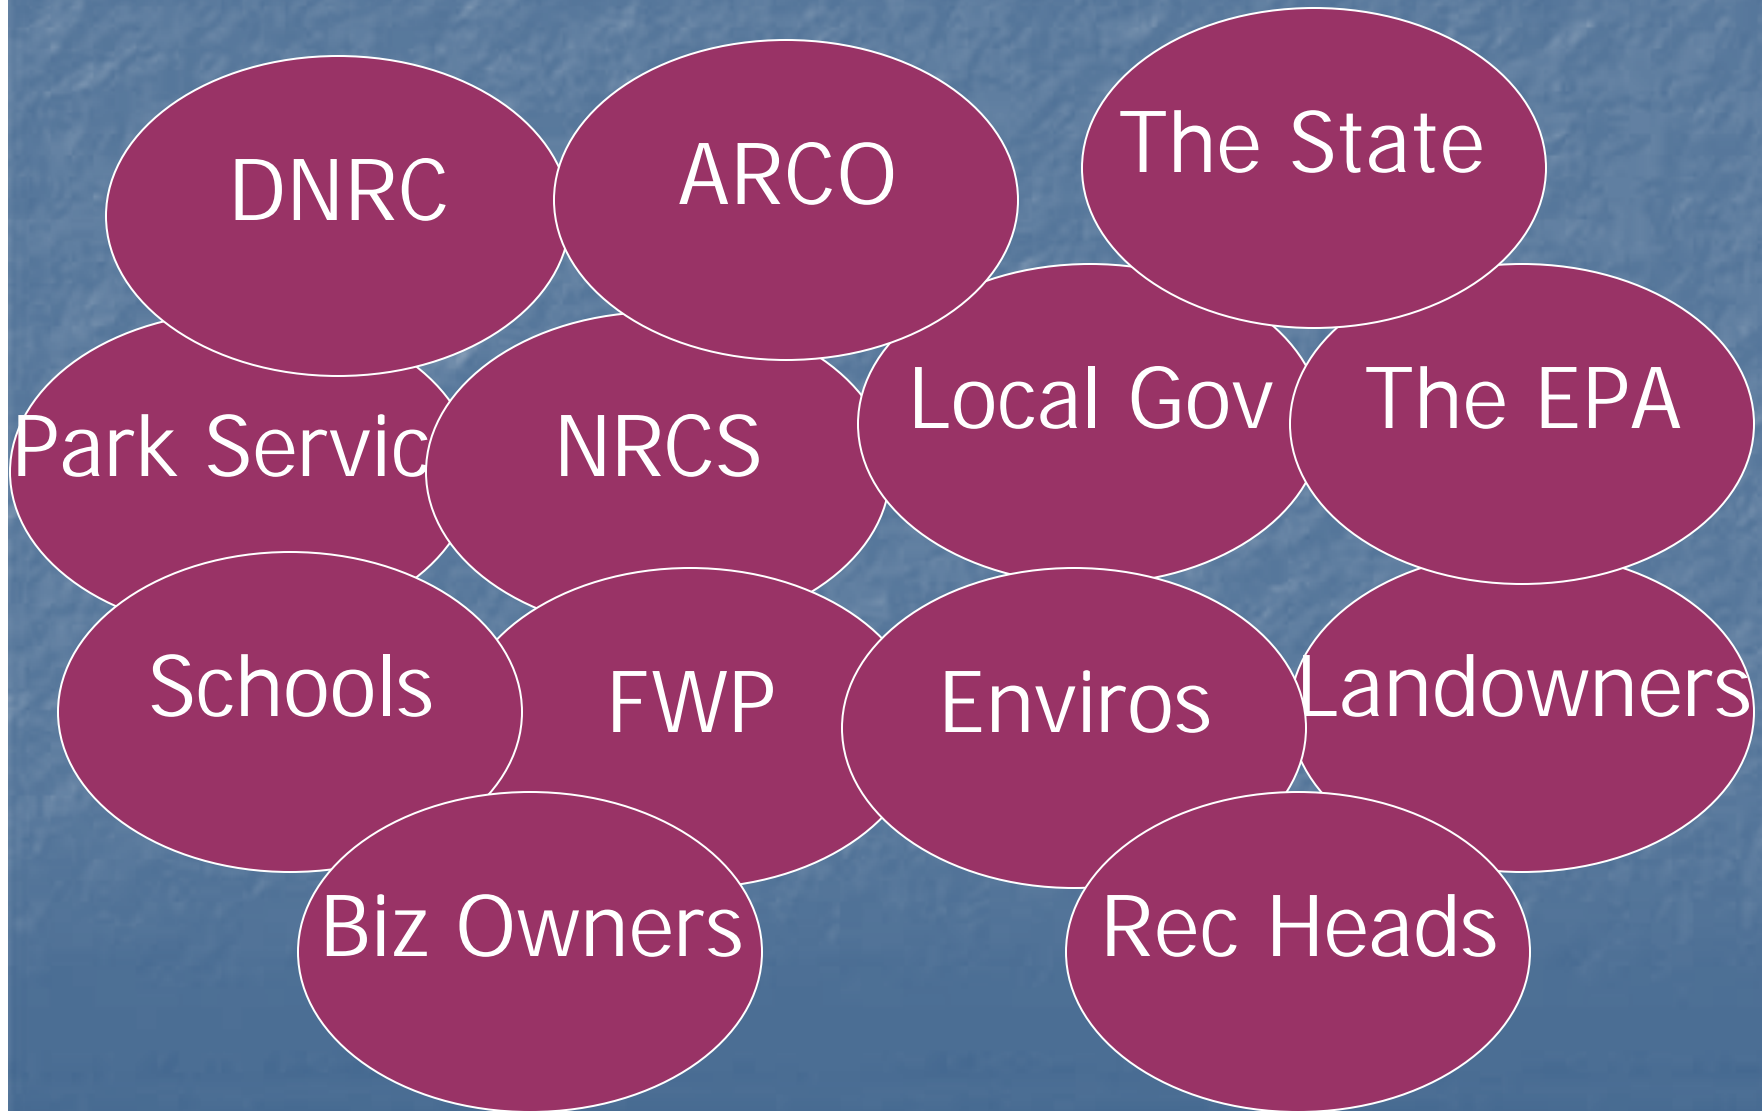 DNRC
ARCO
The State
Park Servic
NRCS
Local Gov
The EPA
Schools
FWP
Enviros
Landowners
Biz Owners
Rec Heads